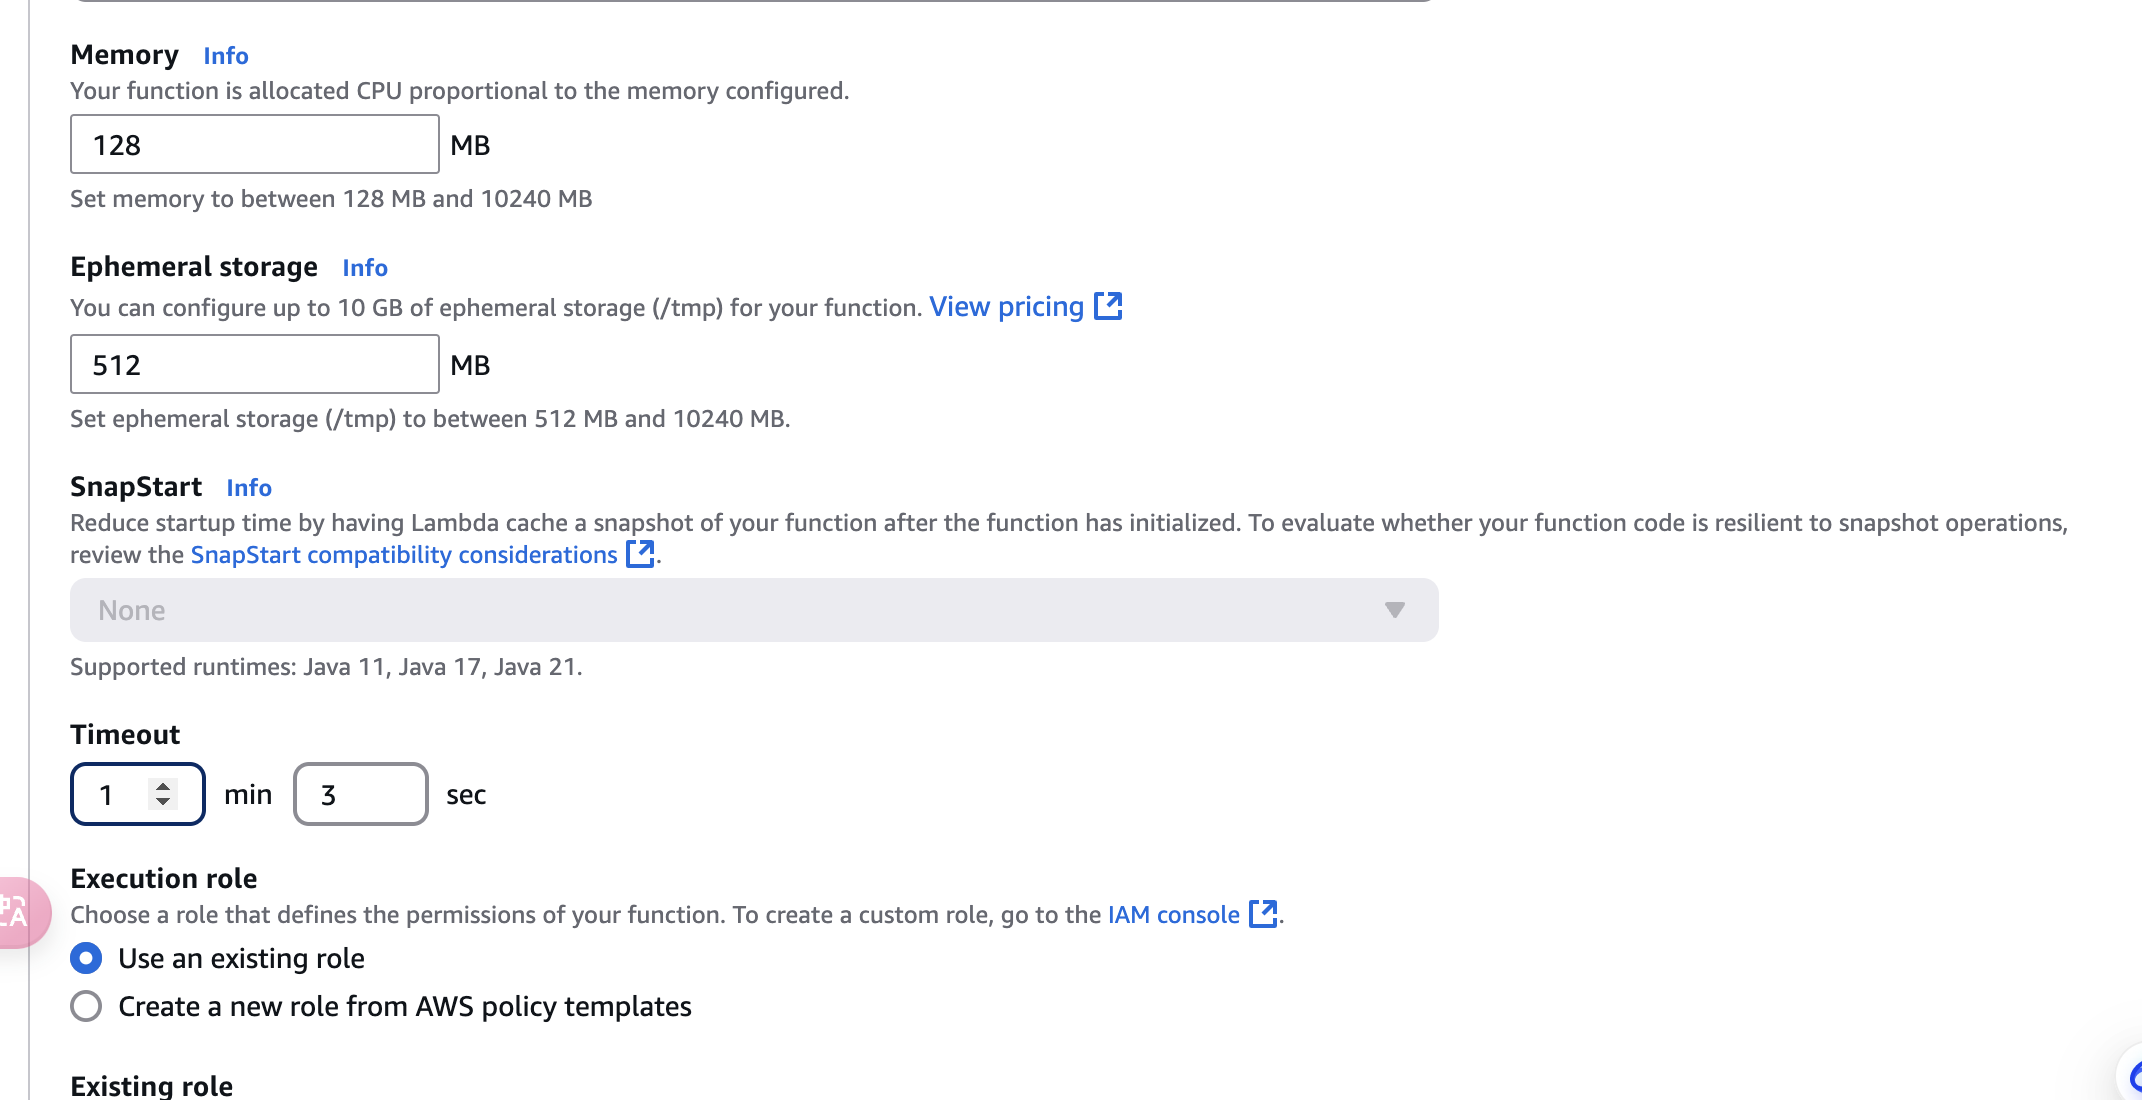 Memory Info
Your function is allocated CPU proportional to the memory configured.
128 MB
Set memory to between 128 MB and 10240 MB
Ephemeral storage Info
You can configure up to 10 GB of ephemeral storage (/tmp) for your function. View pricing
512 MB
Set ephemeral storage (/tmp) to between 512 MB and 10240 MB.
SnapStart Info
Reduce startup time by having Lambda cache a snapshot of your function after the function has initialized. To evaluate whether your function code is resilient to snapshot operations,
review the SnapStart compatibility considerations .
None
Supported runtimes: Java 11, Java 17, Java 21.
Timeout
1 min 3 sec
Execution role
Choose a role that defines the permissions of your function. To create a custom role, go to the IAM console .
Use an existing role
Create a new role from AWS policy templates
Existing role